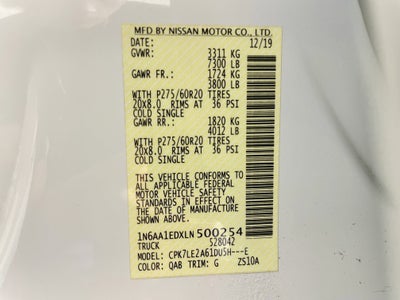 MFD BY NISSAN MOTOR CO., LTD.
DATE: 12/19
GVWR: 3311 KG
7300 LB
GAWR FR.: 1724 KG
3800 LB
WITH P275/60R20 TIRES
20X8.0 RIMS AT 36 PSI
COLD SINGLE
GAWR RR.: 1820 KG
4012 LB
WITH P275/60R20 TIRES
20X8.0 RIMS AT 36 PSI
COLD SINGLE
THIS VEHICLE CONFORMS TO
ALL APPLICABLE FEDERAL
MOTOR VEHICLE SAFETY
STANDARDS IN EFFECT ON
THE DATE OF MANUFACTURE
SHOWN ABOVE.
1N6AA1EDXLN500254
TRUCK 528042
MODEL: CPK7LE2A61DU5H---E
COLOR: QAB TRIM: G ZS10A